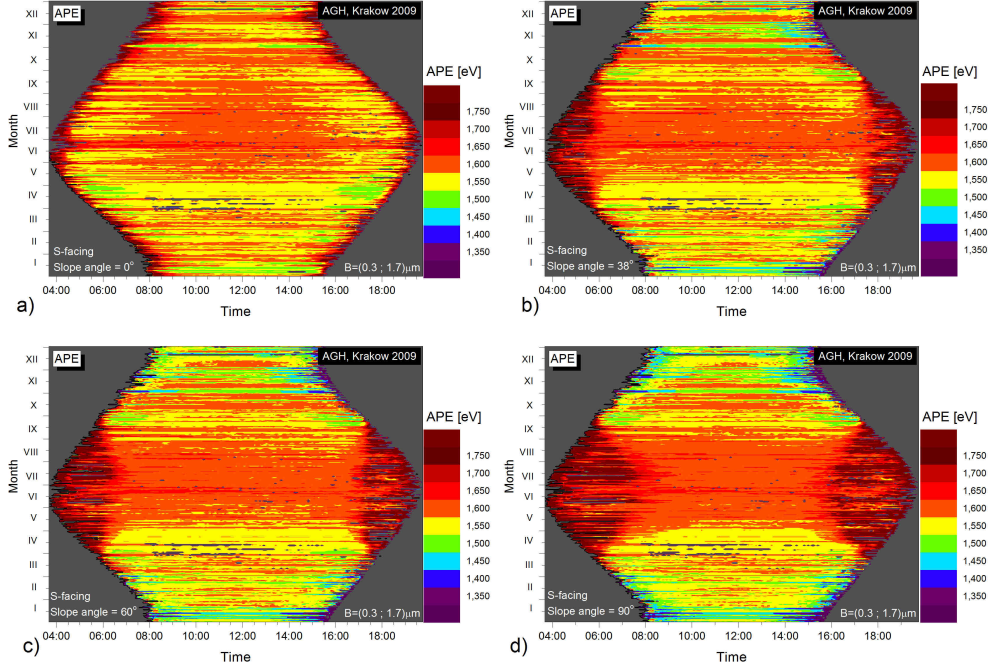 APE
AGH, Krakow 2009
Month
XII
XI
X
IX
VIII
VII
VI
V
IV
III
II
I
S-facing
Slope angle = 0°
B=(0.3 ; 1.7)μm
04:00 06:00 08:00 10:00 12:00 14:00 16:00 18:00
Time
APE [eV]
1,750
1,700
1,650
1,600
1,550
1,500
1,450
1,400
1,350
a)
APE
AGH, Krakow 2009
Month
XII
XI
X
IX
VIII
VII
VI
V
IV
III
II
I
S-facing
Slope angle = 38°
B=(0.3 ; 1.7)μm
04:00 06:00 08:00 10:00 12:00 14:00 16:00 18:00
Time
APE [eV]
1,750
1,700
1,650
1,600
1,550
1,500
1,450
1,400
1,350
b)
APE
AGH, Krakow 2009
Month
XII
XI
X
IX
VIII
VII
VI
V
IV
III
II
I
S-facing
Slope angle = 60°
B=(0.3 ; 1.7)μm
04:00 06:00 08:00 10:00 12:00 14:00 16:00 18:00
Time
APE [eV]
1,750
1,700
1,650
1,600
1,550
1,500
1,450
1,400
1,350
c)
APE
AGH, Krakow 2009
Month
XII
XI
X
IX
VIII
VII
VI
V
IV
III
II
I
S-facing
Slope angle = 90°
B=(0.3 ; 1.7)μm
04:00 06:00 08:00 10:00 12:00 14:00 16:00 18:00
Time
APE [eV]
1,750
1,700
1,650
1,600
1,550
1,500
1,450
1,400
1,350
d)